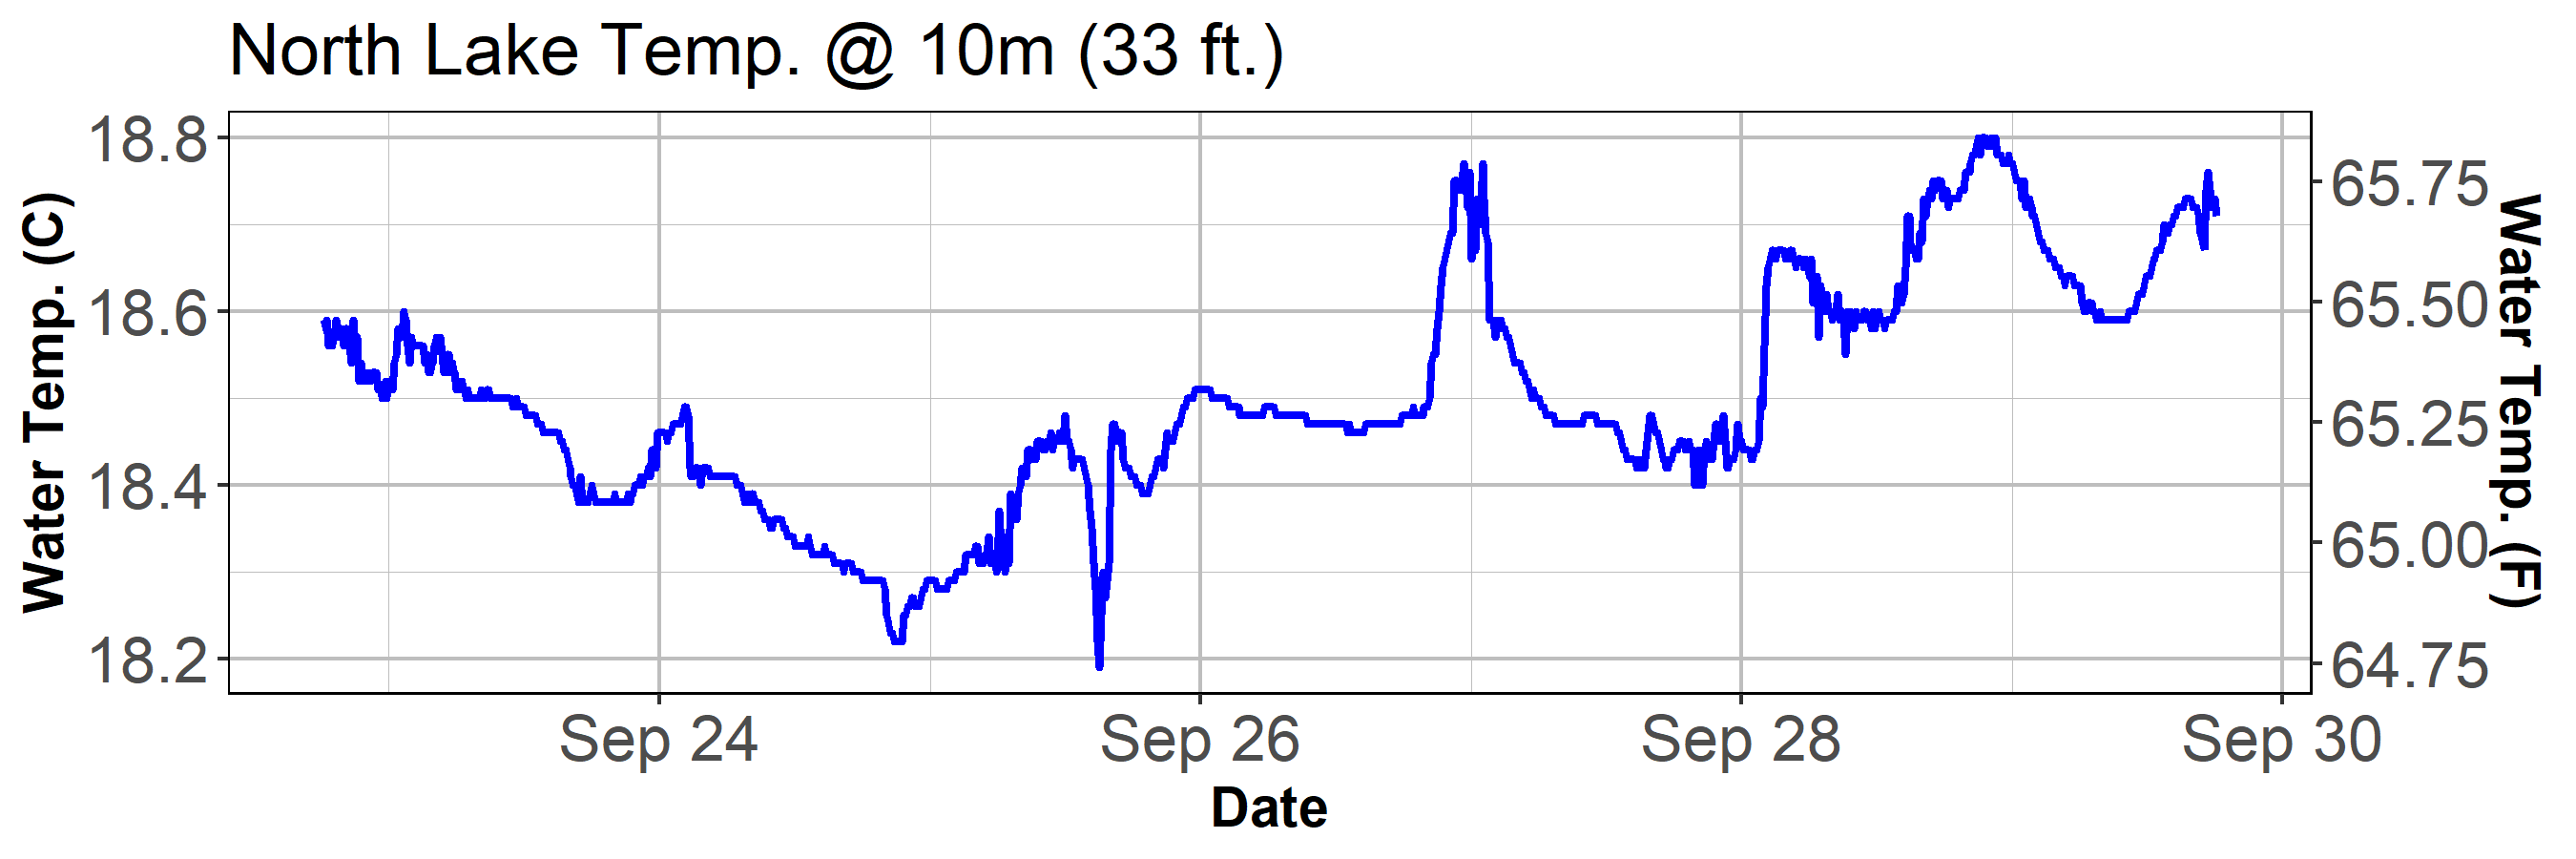 North Lake Temp. @ 10m (33 ft.)
Water Temp. (C)
18.8
18.6
18.4
18.2
65.75
65.50
65.25
65.00
64.75
Water Temp. (F)
Sep 24 Sep 26 Sep 28 Sep 30
Date